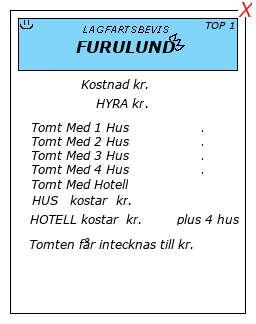 X
TOP 1
LAGFARTSBEVIS
FURULUND
Kostnad kr.
HYRA kr.
Tomt Med 1 Hus .
Tomt Med 2 Hus .
Tomt Med 3 Hus .
Tomt Med 4 Hus .
Tomt Med Hotell
HUS kostar kr.
HOTELL kostar kr. plus 4 hus
Tomten får intecknas till kr.